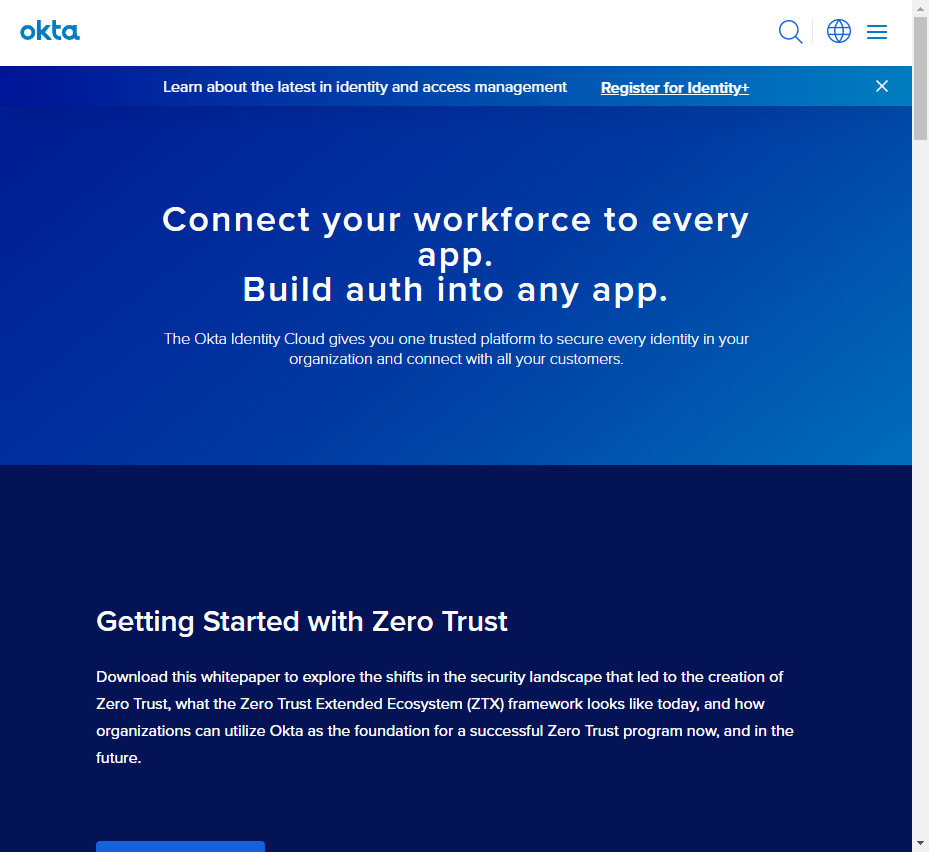 okta
Learn about the latest in identity and access management Register for Identity+
Connect your workforce to every
app.
Build auth into any app.
The Okta Identity Cloud gives you one trusted platform to secure every identity in your
organization and connect with all your customers.
Getting Started with Zero Trust
Download this whitepaper to explore the shifts in the security landscape that led to the creation of
Zero Trust, what the Zero Trust Extended Ecosystem (ZTX) framework looks like today, and how
organizations can utilize Okta as the foundation for a successful Zero Trust program now, and in the
future.